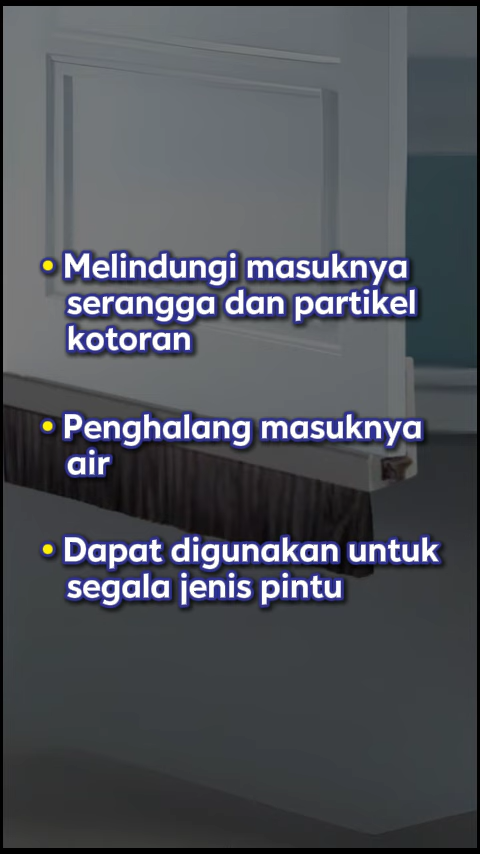 • Melindungi masuknya
serangga dan partikel
kotoran
• Penghalang masuknya
air
• Dapat digunakan untuk
segala jenis pintu